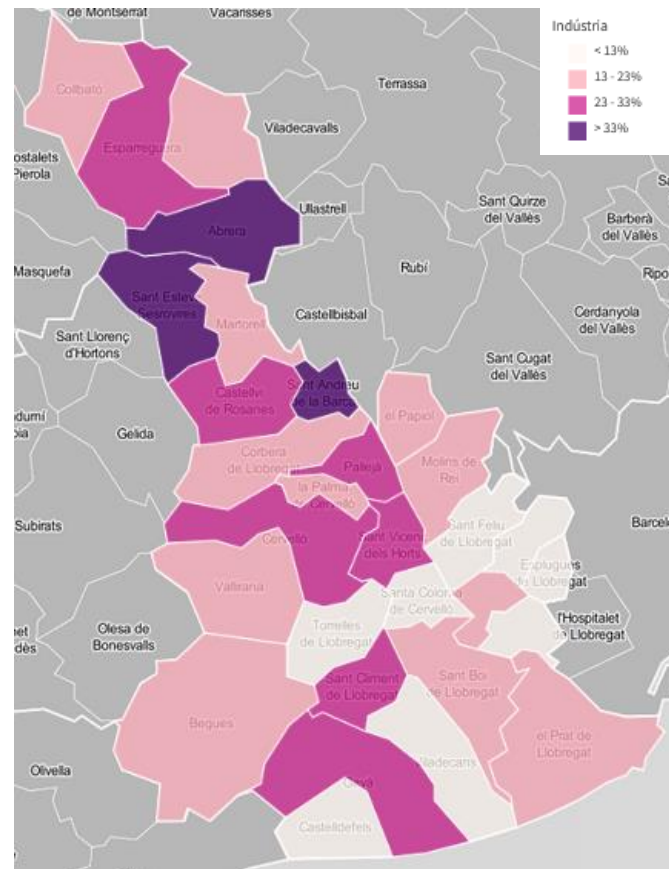 de Montserrat
Vacarisses
Indústria
< 13%
13 - 23%
23 - 33%
> 33%
Collbató
Terrassa
Esparreguera
Viladecavalls
ostalets
Pierola
Ullastrell
Sant Quirze
del Vallès
Barberà
del Vallès
Abrera
Masquefa
Rubí
Ripo
Sant Esteve
Sesrovires
Castellbisbal
Cerdanyola
del Vallès
Martorell
Sant Llorenç
d'Hortons
Sant Cugat
del Vallès
Sant Andreu
de la Barca
Castellví
de Rosanes
el Papiol
Gelida
Corbera
de Llobregat
Pallejà
Molins de
Rei
la Palma
de Cervelló
Subirats
Cervelló
Sant Vicenç
dels Horts
Sant Feliu
de Llobregat
Barcel
Esplugues
de Llobregat
Vallirana
Santa Coloma
de Cervelló
Olesa de
Bonesvalls
Torrelles
de Llobregat
l'Hospitalet
de Llobregat
Sant Climent
de Llobregat
Sant Boi
de Llobregat
Begues
el Prat de
Llobregat
Viladecans
Olivella
Gavà
Castelldefels